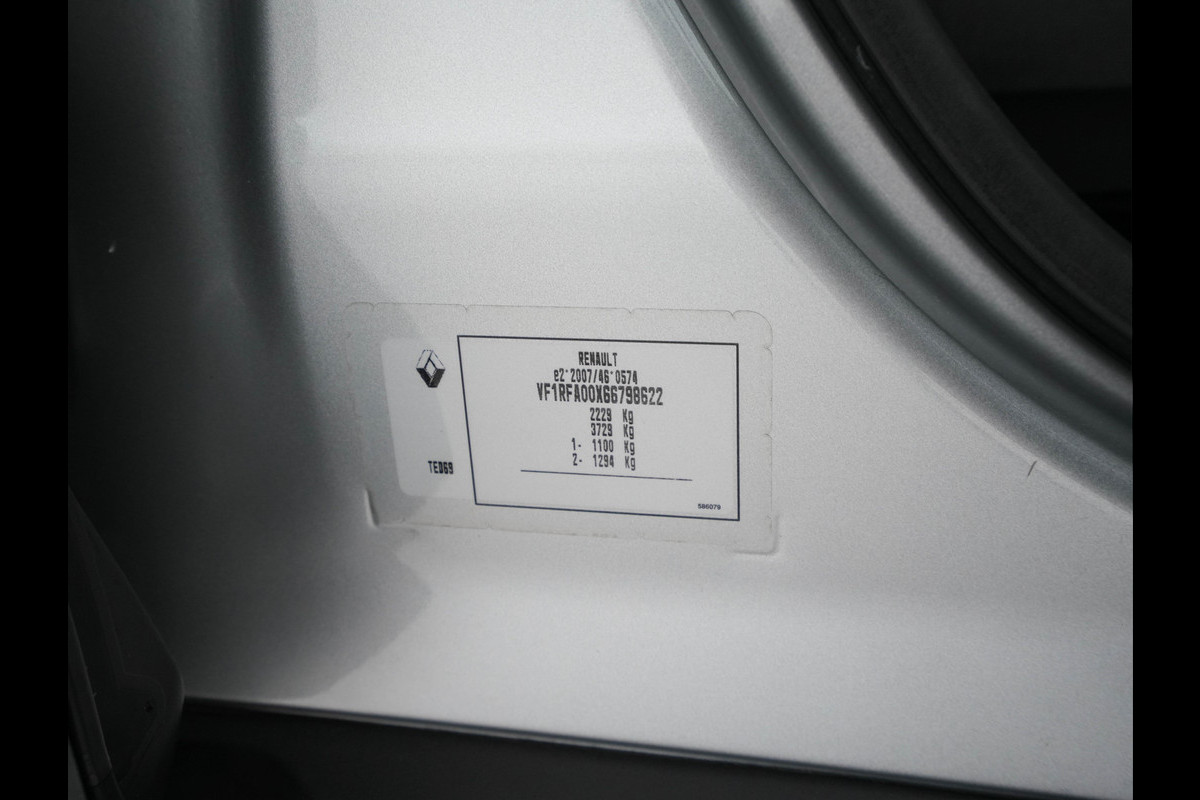 RENAULT
e2*2007/46*0574
VF1RFA00X66798622
2229 Kg
3729 Kg
1- 1100 Kg
2- 1294 Kg
TED69
586079